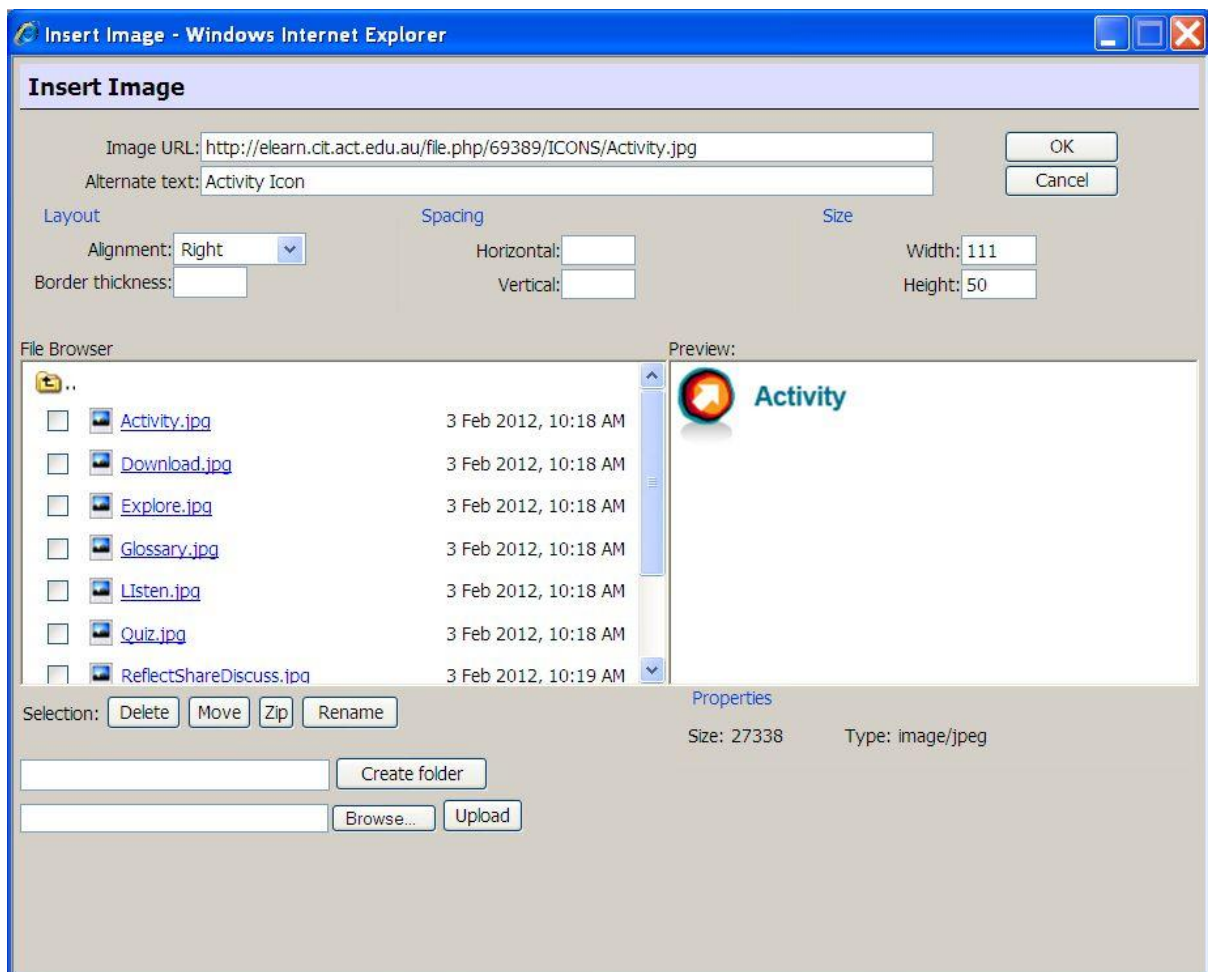 Insert Image - Windows Internet Explorer
Insert Image
Image URL: http://elearn.cit.act.edu.au/file.php/69389/ICONS/Activity.jpg OK
Alternate text: Activity Icon Cancel
Layout Spacing Size
Alignment: Right Horizontal: Width: 111
Border thickness: Vertical: Height: 50
File Browser Preview:
..
Activity.jpg 3 Feb 2012, 10:18 AM
Activity
Download.jpg 3 Feb 2012, 10:18 AM
Explore.jpg 3 Feb 2012, 10:18 AM
Glossary.jpg 3 Feb 2012, 10:18 AM
LIsten.jpg 3 Feb 2012, 10:18 AM
Quiz.jpg 3 Feb 2012, 10:18 AM
ReflectShareDiscuss.jpg 3 Feb 2012, 10:19 AM
Selection: Delete Move Zip Rename
Properties
Size: 27338 Type: image/jpeg
Create folder
Browse... Upload